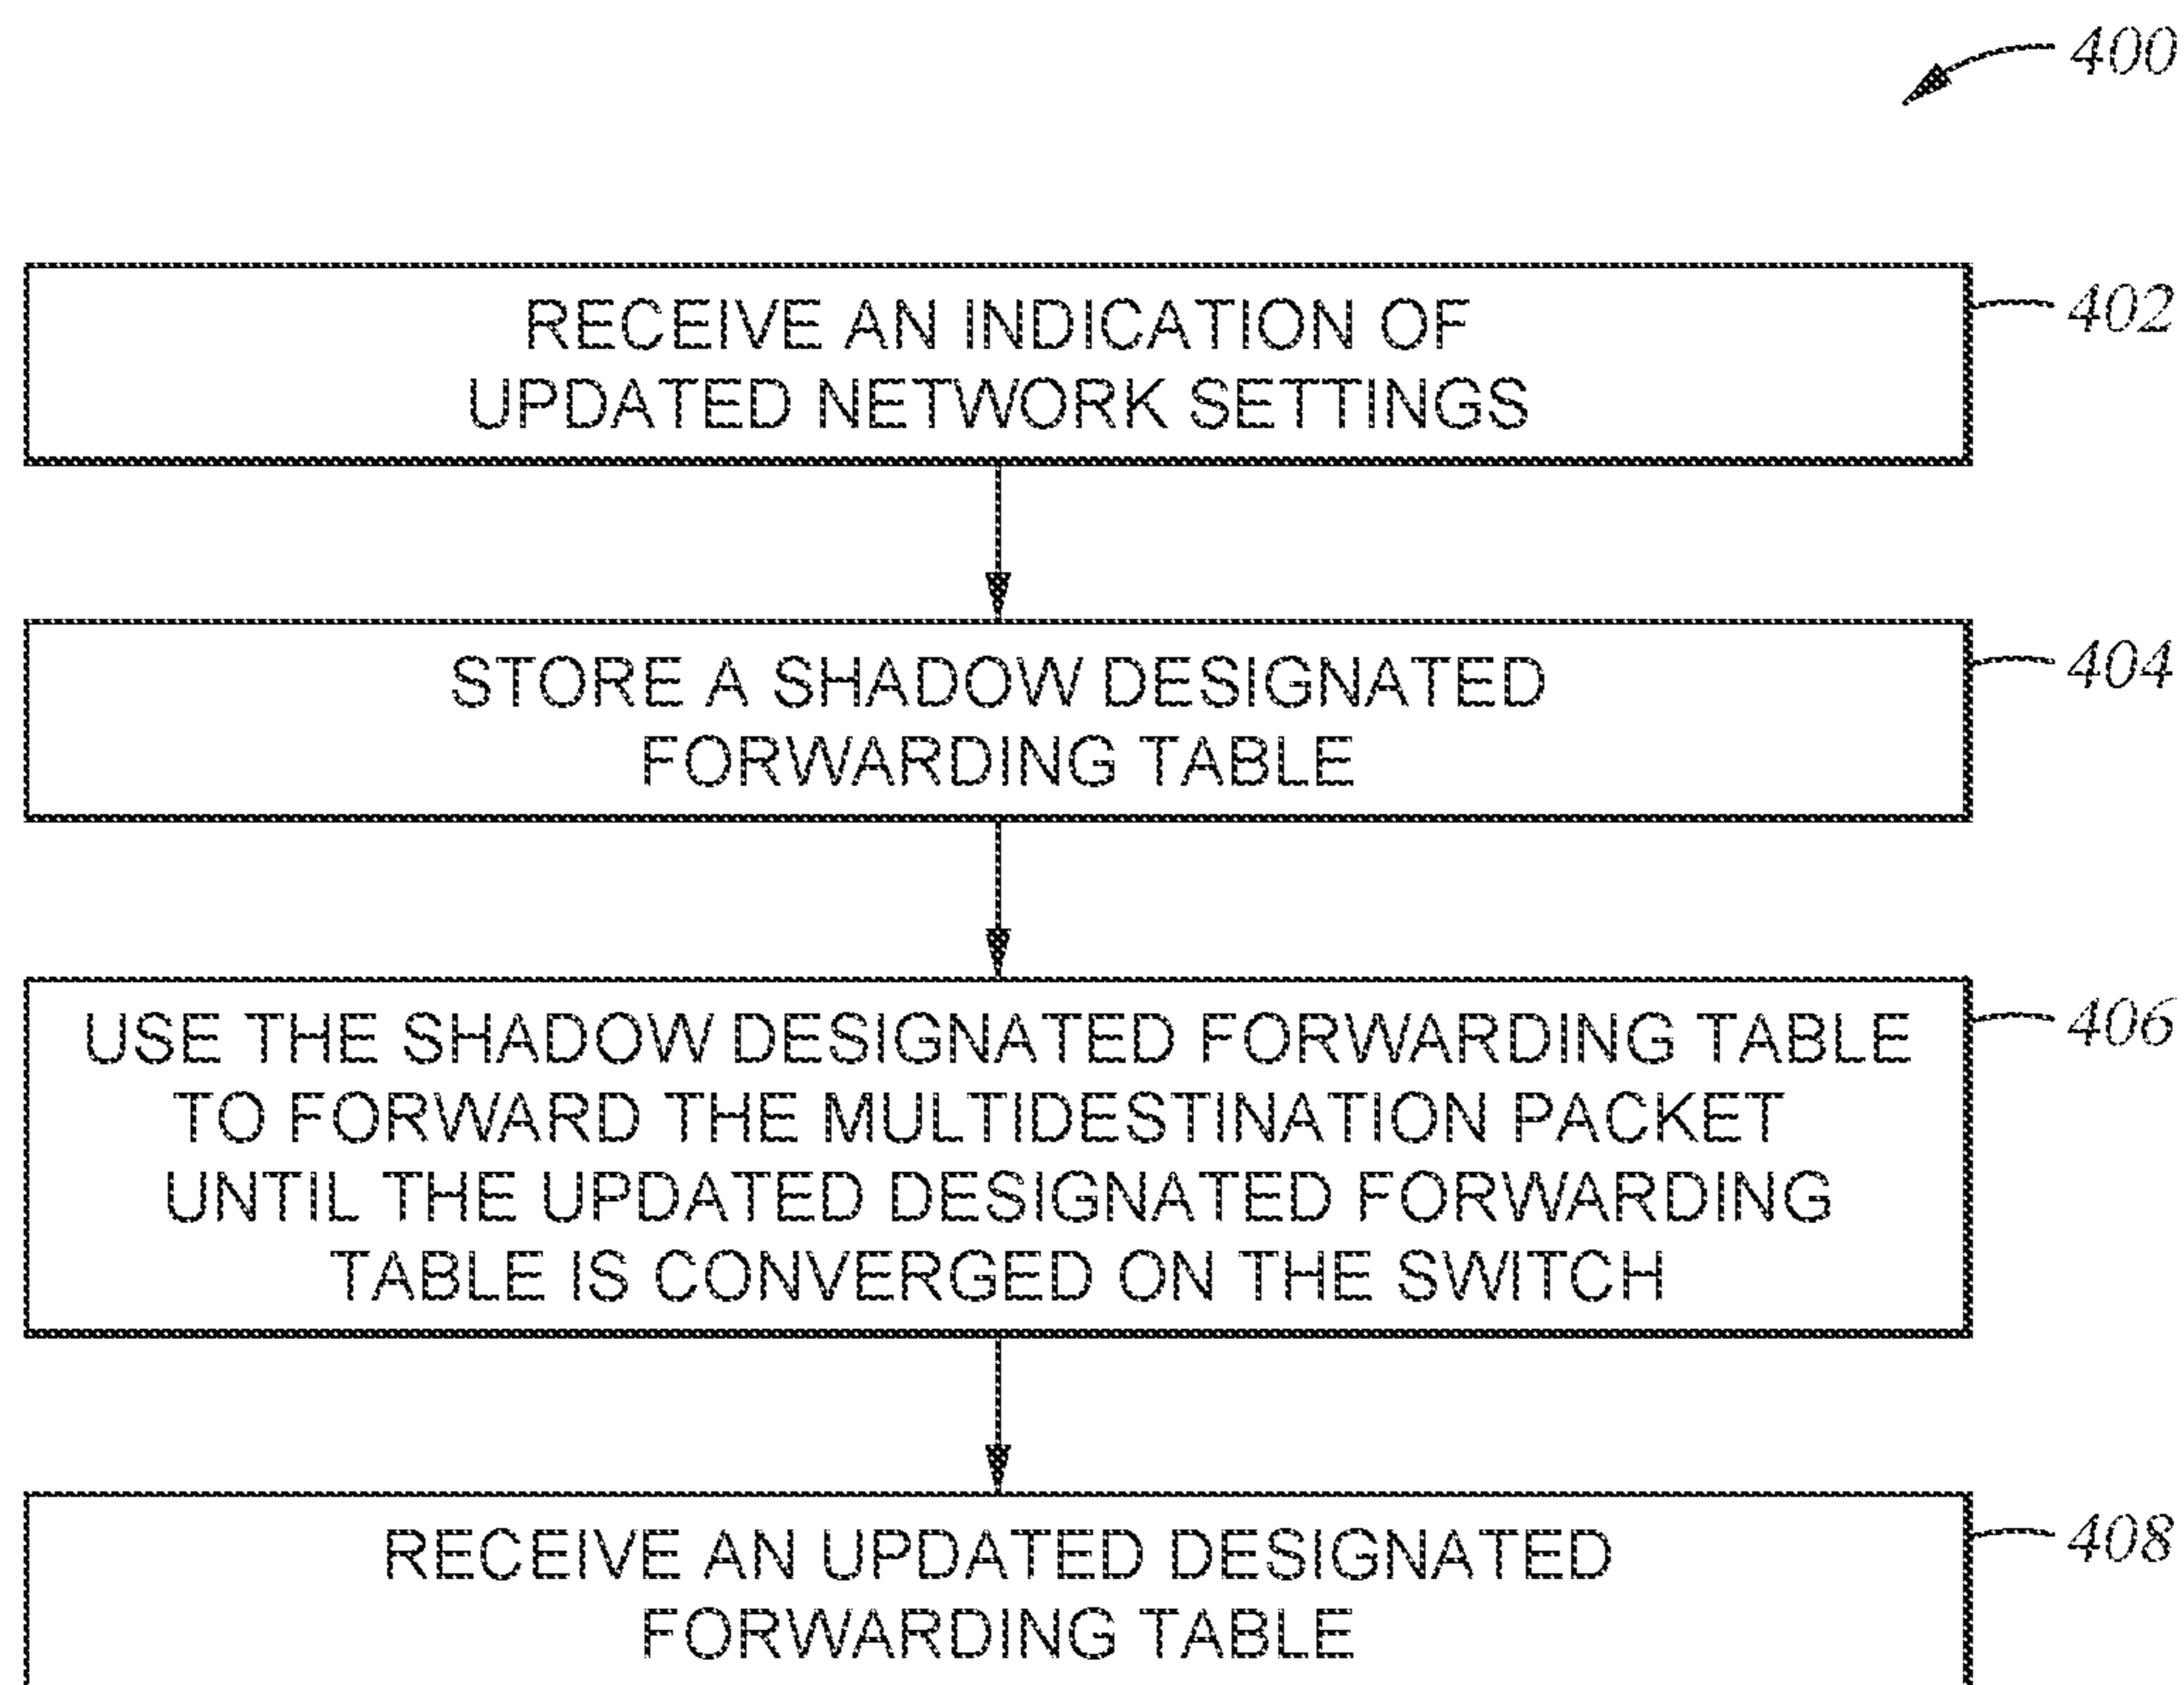 400
RECEIVE AN INDICATION OF
UPDATED NETWORK SETTINGS
402
STORE A SHADOW DESIGNATED
FORWARDING TABLE
404
USE THE SHADOW DESIGNATED FORWARDING TABLE
TO FORWARD THE MULTIDESTINATION PACKET
UNTIL THE UPDATED DESIGNATED FORWARDING
TABLE IS CONVERGED ON THE SWITCH
406
RECEIVE AN UPDATED DESIGNATED
FORWARDING TABLE
408